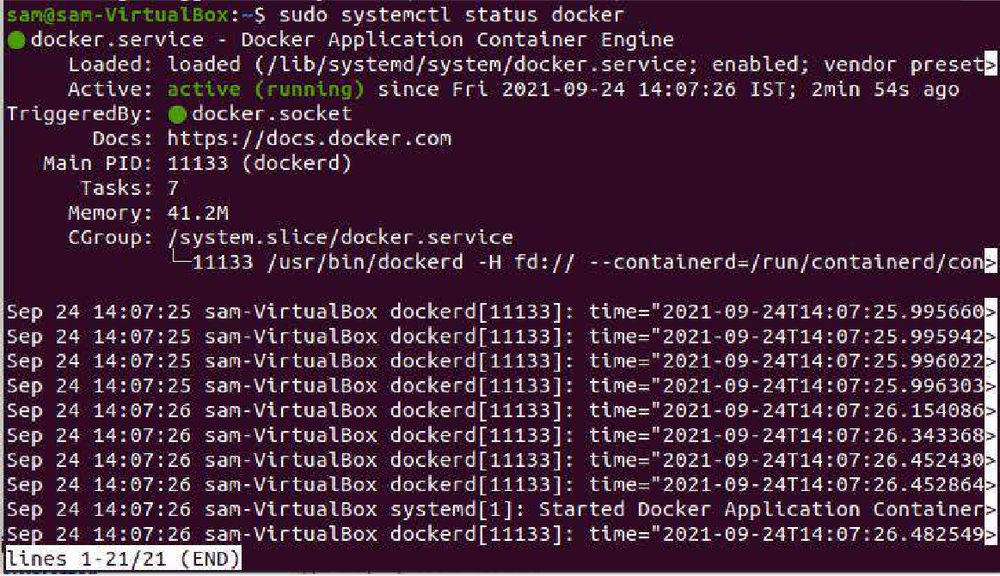 sam@sam-VirtualBox:~$ sudo systemctl status docker
● docker.service - Docker Application Container Engine
Loaded: loaded (/lib/systemd/system/docker.service; enabled; vendor preset>
Active: active (running) since Fri 2021-09-24 14:07:26 IST; 2min 54s ago
TriggeredBy: ● docker.socket
Docs: https://docs.docker.com
Main PID: 11133 (dockerd)
Tasks: 7
Memory: 41.2M
CGroup: /system.slice/docker.service
└─11133 /usr/bin/dockerd -H fd:// --containerd=/run/containerd/con>
Sep 24 14:07:25 sam-VirtualBox dockerd[11133]: time="2021-09-24T14:07:25.995660>
Sep 24 14:07:25 sam-VirtualBox dockerd[11133]: time="2021-09-24T14:07:25.995942>
Sep 24 14:07:25 sam-VirtualBox dockerd[11133]: time="2021-09-24T14:07:25.996022>
Sep 24 14:07:25 sam-VirtualBox dockerd[11133]: time="2021-09-24T14:07:25.996303>
Sep 24 14:07:26 sam-VirtualBox dockerd[11133]: time="2021-09-24T14:07:26.154086>
Sep 24 14:07:26 sam-VirtualBox dockerd[11133]: time="2021-09-24T14:07:26.343368>
Sep 24 14:07:26 sam-VirtualBox dockerd[11133]: time="2021-09-24T14:07:26.452430>
Sep 24 14:07:26 sam-VirtualBox dockerd[11133]: time="2021-09-24T14:07:26.452864>
Sep 24 14:07:26 sam-VirtualBox systemd[1]: Started Docker Application Container>
Sep 24 14:07:26 sam-VirtualBox dockerd[11133]: time="2021-09-24T14:07:26.482549>
lines 1-21/21 (END)